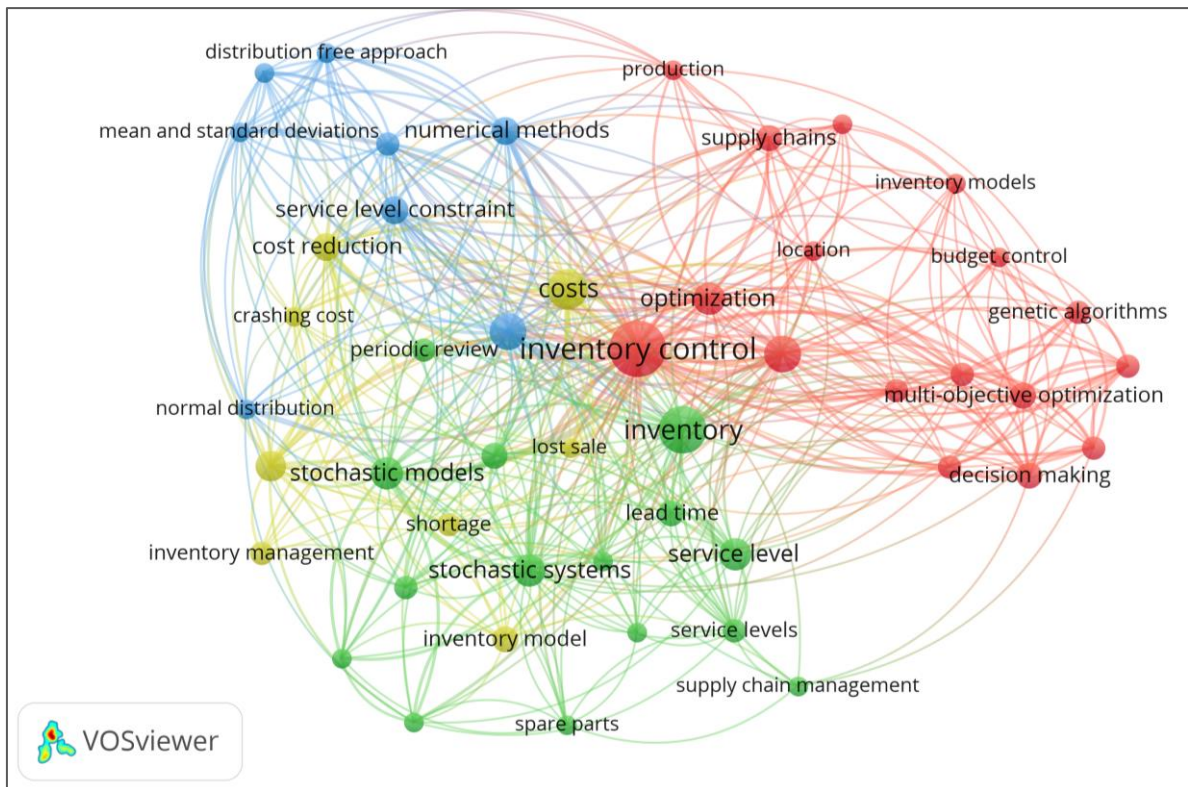 distribution free approach
production
mean and standard deviations
numerical methods
supply chains
inventory models
service level constraint
cost reduction
location
budget control
costs
optimization
crashing cost
genetic algorithms
periodic review
inventory control
multi-objective optimization
normal distribution
inventory
lost sale
stochastic models
decision making
lead time
shortage
inventory management
service level
stochastic systems
inventory model
service levels
supply chain management
spare parts
VOSviewer